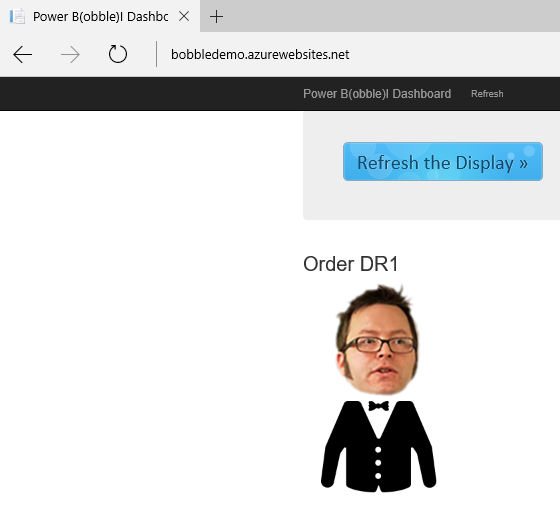 Power B(obble)I Dashbo
bobbledemo.azurewebsites.net
Power B(obble)I Dashboard Refresh
Refresh the Display »
Order DR1